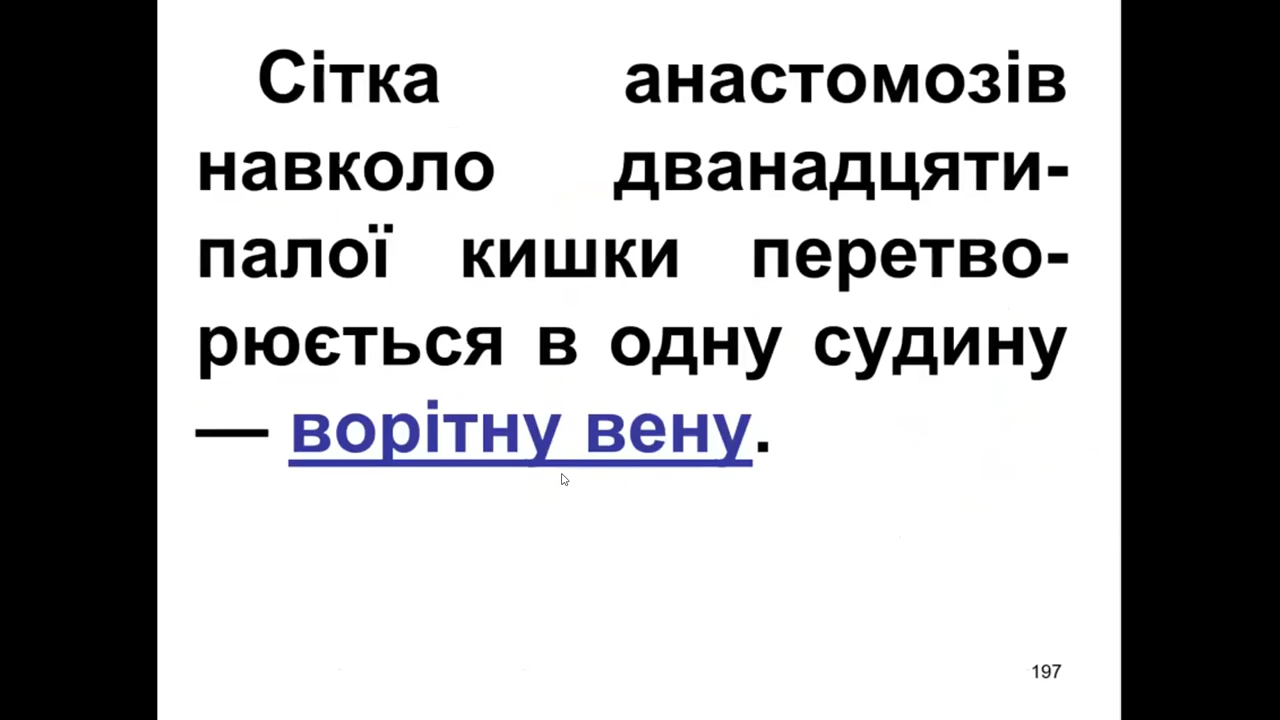 Сітка анастомозів
навколо дванадцяти-
палої кишки перетво-
рюється в одну судину
— ворітну вену.
197